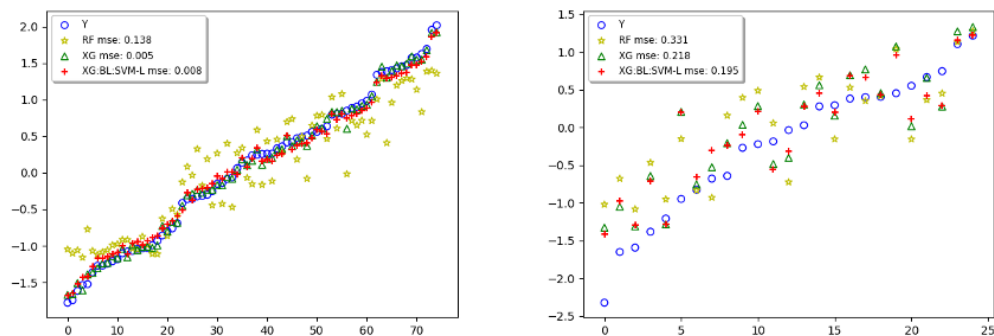 Y
RF mse: 0.138
XG mse: 0.005
XG:BL:SVM-L mse: 0.008
2.0
1.5
1.0
0.5
0.0
−0.5
−1.0
−1.5
0 10 20 30 40 50 60 70
Y
RF mse: 0.331
XG mse: 0.218
XG:BL:SVM-L mse: 0.195
1.5
1.0
0.5
0.0
−0.5
−1.0
−1.5
−2.0
−2.5
0 5 10 15 20 25